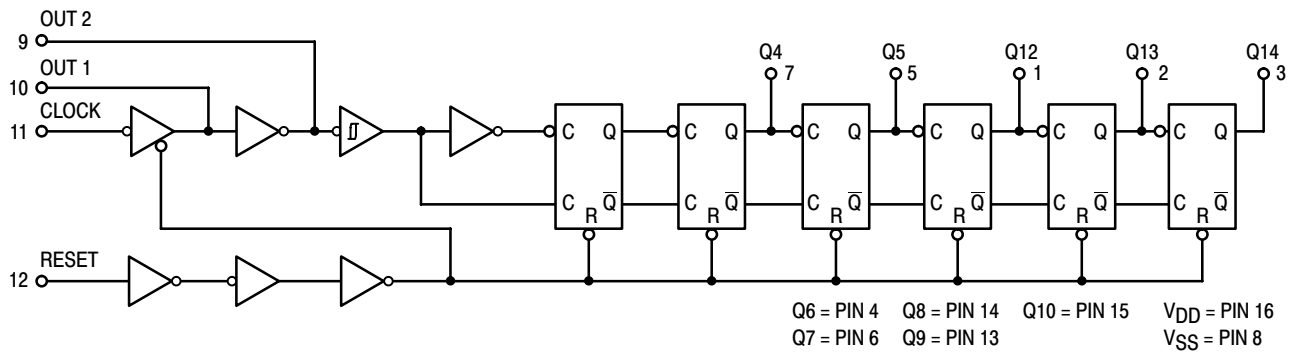 OUT 2
9
OUT 1
10
CLOCK
11
Q4
7
Q5
5
Q12
1
Q13
2
Q14
3
C Q C Q C Q C Q C Q C Q
C R Q̅ C R Q̅ C R Q̅ C R Q̅ C R Q̅ C R Q̅
RESET
12
Q6 = PIN 4 Q8 = PIN 14 Q10 = PIN 15 VDD = PIN 16
Q7 = PIN 6 Q9 = PIN 13 VSS = PIN 8